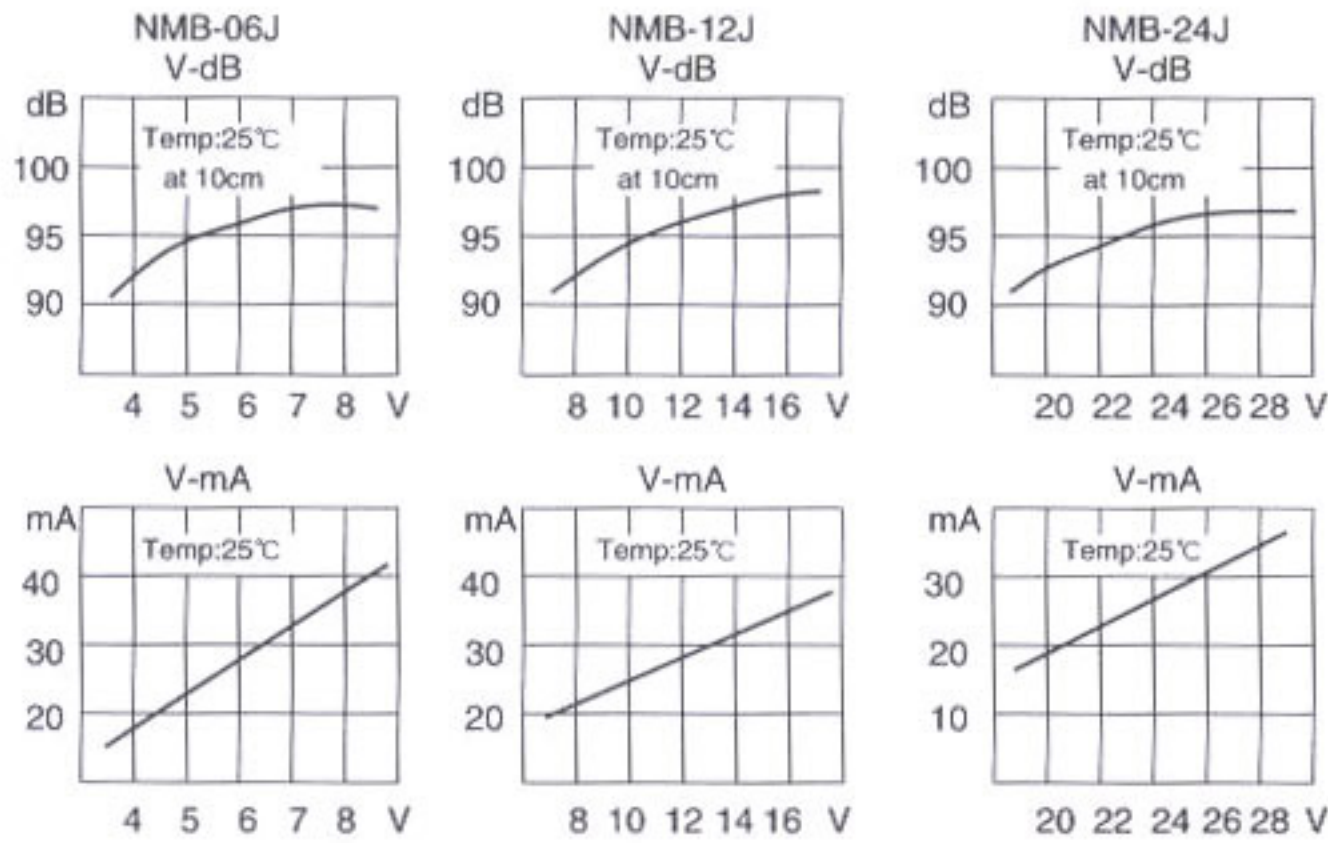 NMB-06J
V-dB
dB
Temp:25℃
at 10cm
100
95
90
4 5 6 7 8 V
NMB-12J
V-dB
dB
Temp:25℃
at 10cm
100
95
90
8 10 12 14 16 V
NMB-24J
V-dB
dB
Temp:25℃
at 10cm
100
95
90
20 22 24 26 28 V
V-mA
mA
Temp:25℃
40
30
20
4 5 6 7 8 V
V-mA
mA
Temp:25℃
40
30
20
8 10 12 14 16 V
V-mA
mA
Temp:25℃
30
20
10
20 22 24 26 28 V